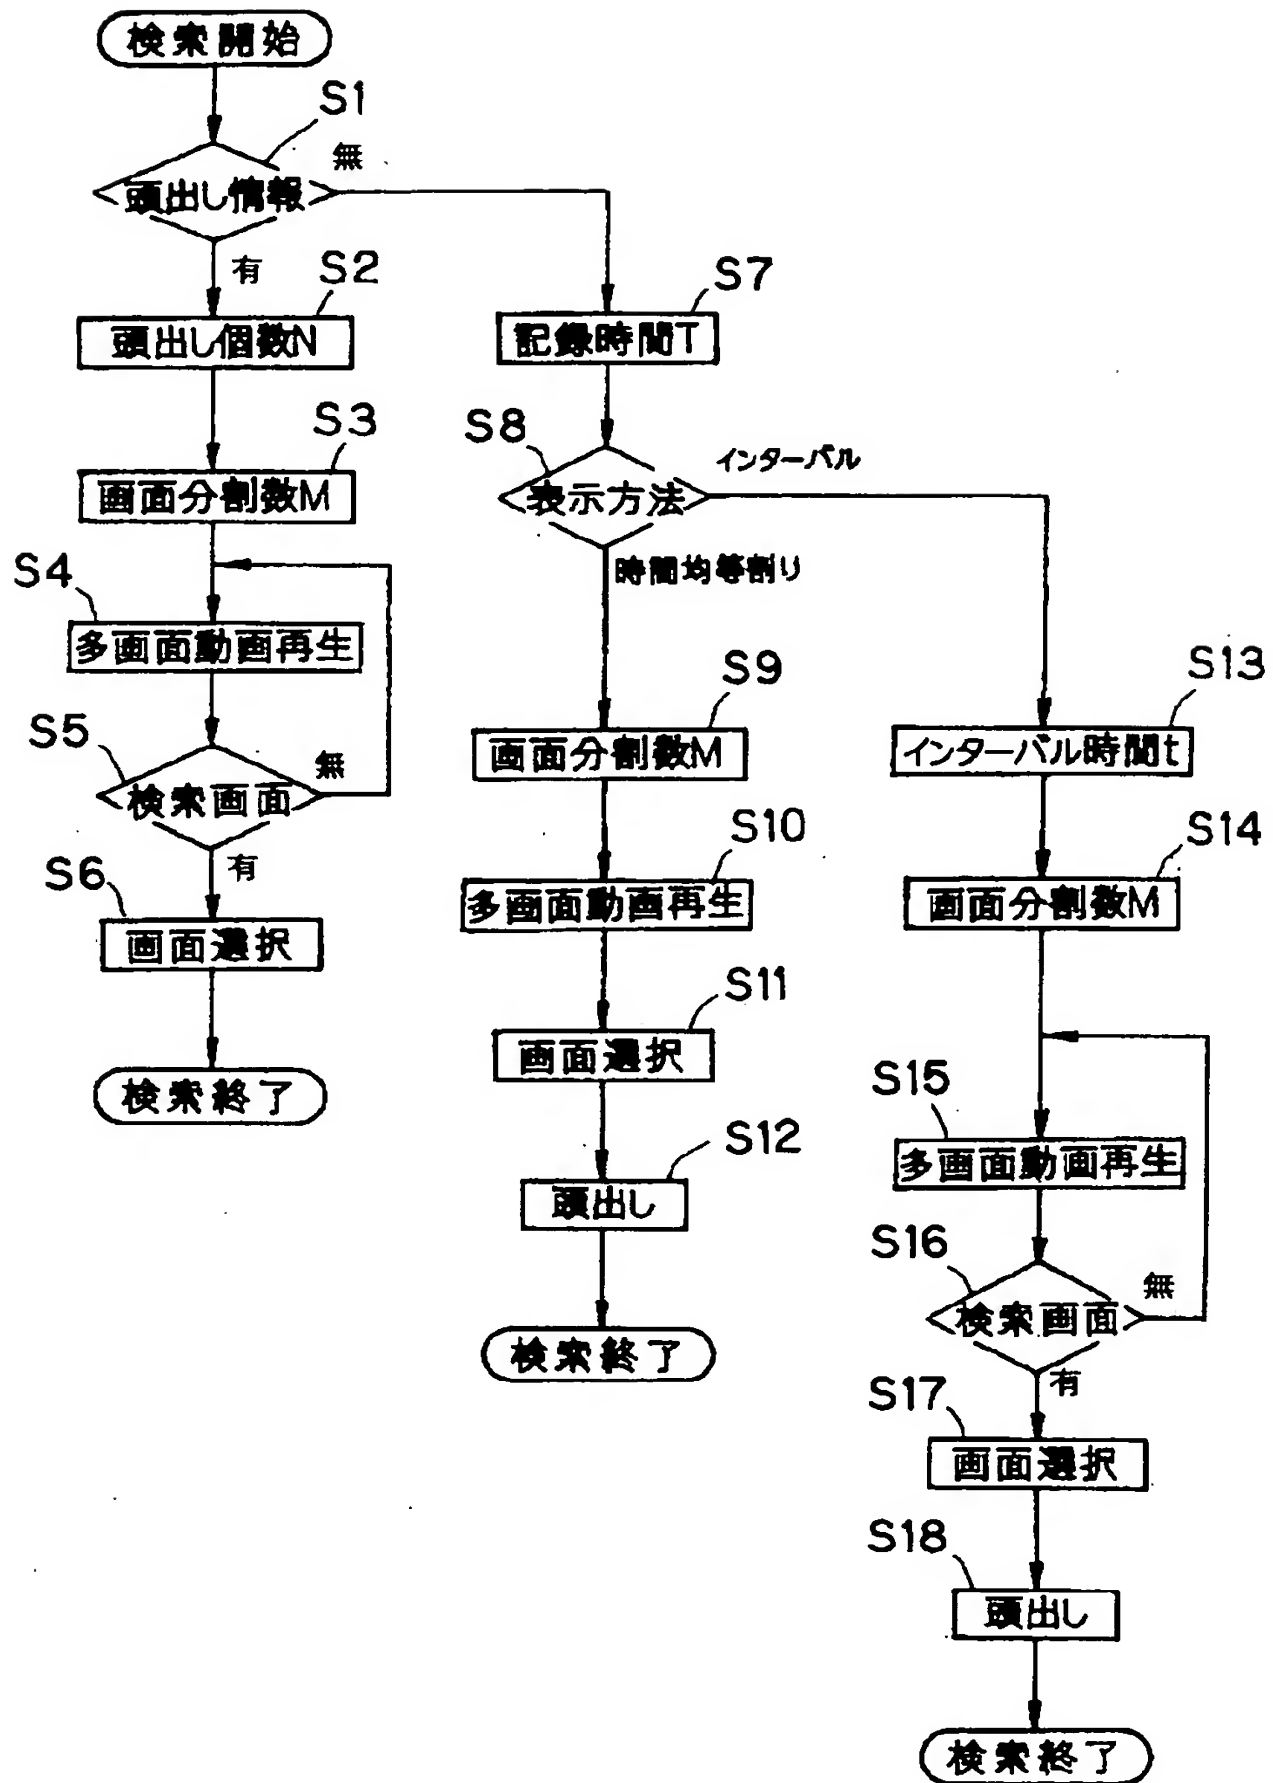 検索開始
S1
頭出し情報
無
有
S2
頭出し個数N
S3
画面分割数M
S4
多画面動画再生
S5
検索画面
無
有
S6
画面選択
検索終了
S7
記録時間T
S8
表示方法
インターバル
時間均等割り
S9
画面分割数M
S10
多画面動画再生
S11
画面選択
S12
頭出し
検索終了
S13
インターバル時間t
S14
画面分割数M
S15
多画面動画再生
S16
検索画面
無
有
S17
画面選択
S18
頭出し
検索終了